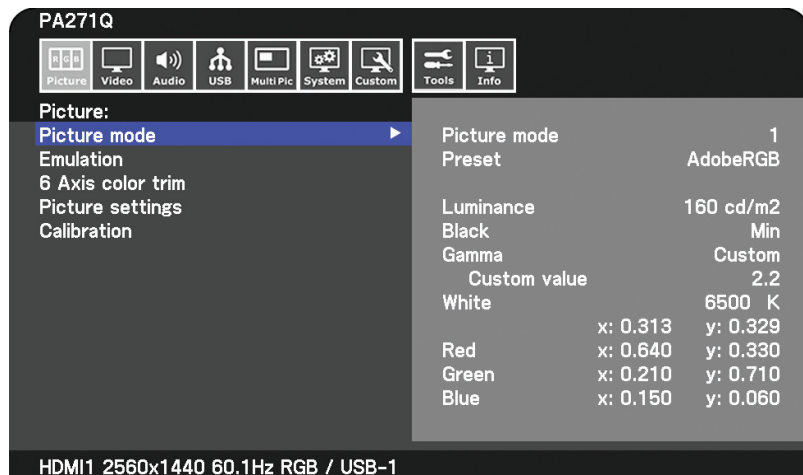 PA271Q
RGB
Picture Video Audio USB MultiPic System Custom Tools Info
Picture:
Picture mode
Emulation
6 Axis color trim
Picture settings
Calibration
Picture mode 1
Preset AdobeRGB
Luminance 160 cd/m2
Black Min
Gamma Custom
Custom value 2.2
White 6500 K
x: 0.313 y: 0.329
Red x: 0.640 y: 0.330
Green x: 0.210 y: 0.710
Blue x: 0.150 y: 0.060
HDMI1 2560x1440 60.1Hz RGB / USB-1